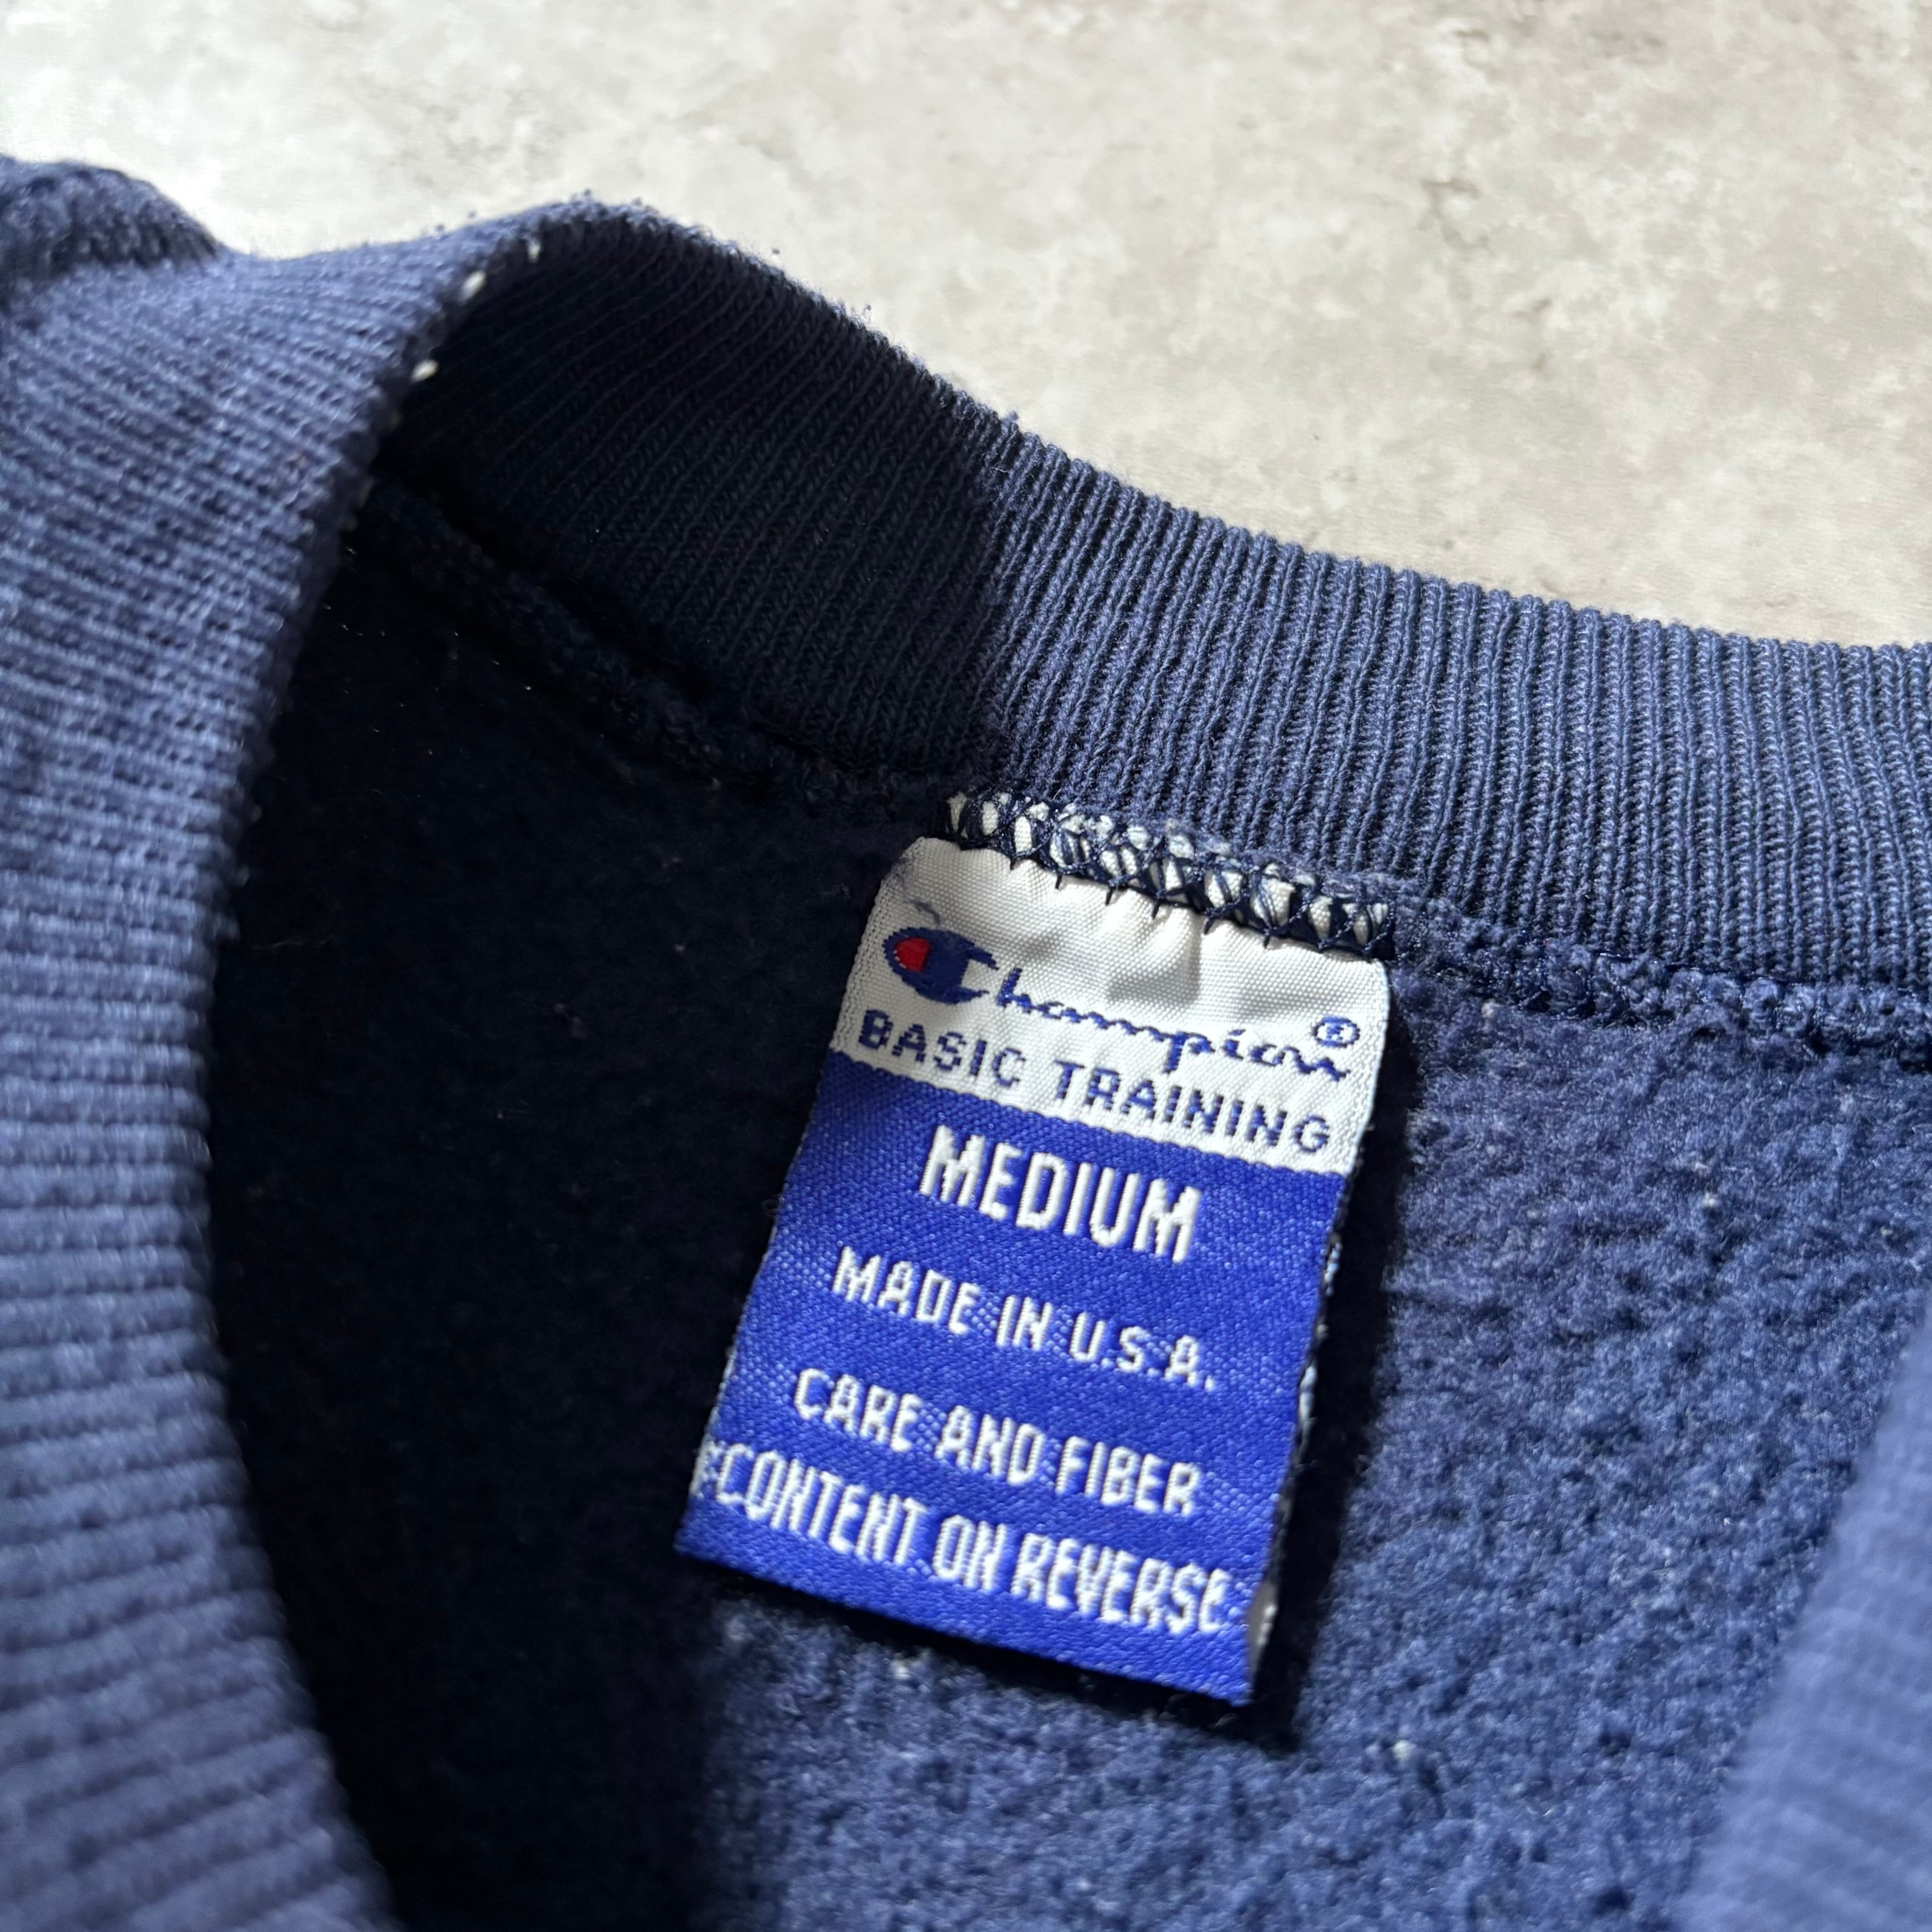 Champion®
BASIC TRAINING
MEDIUM
MADE IN U.S.A.
CARE AND FIBER
CONTENT ON REVERSE